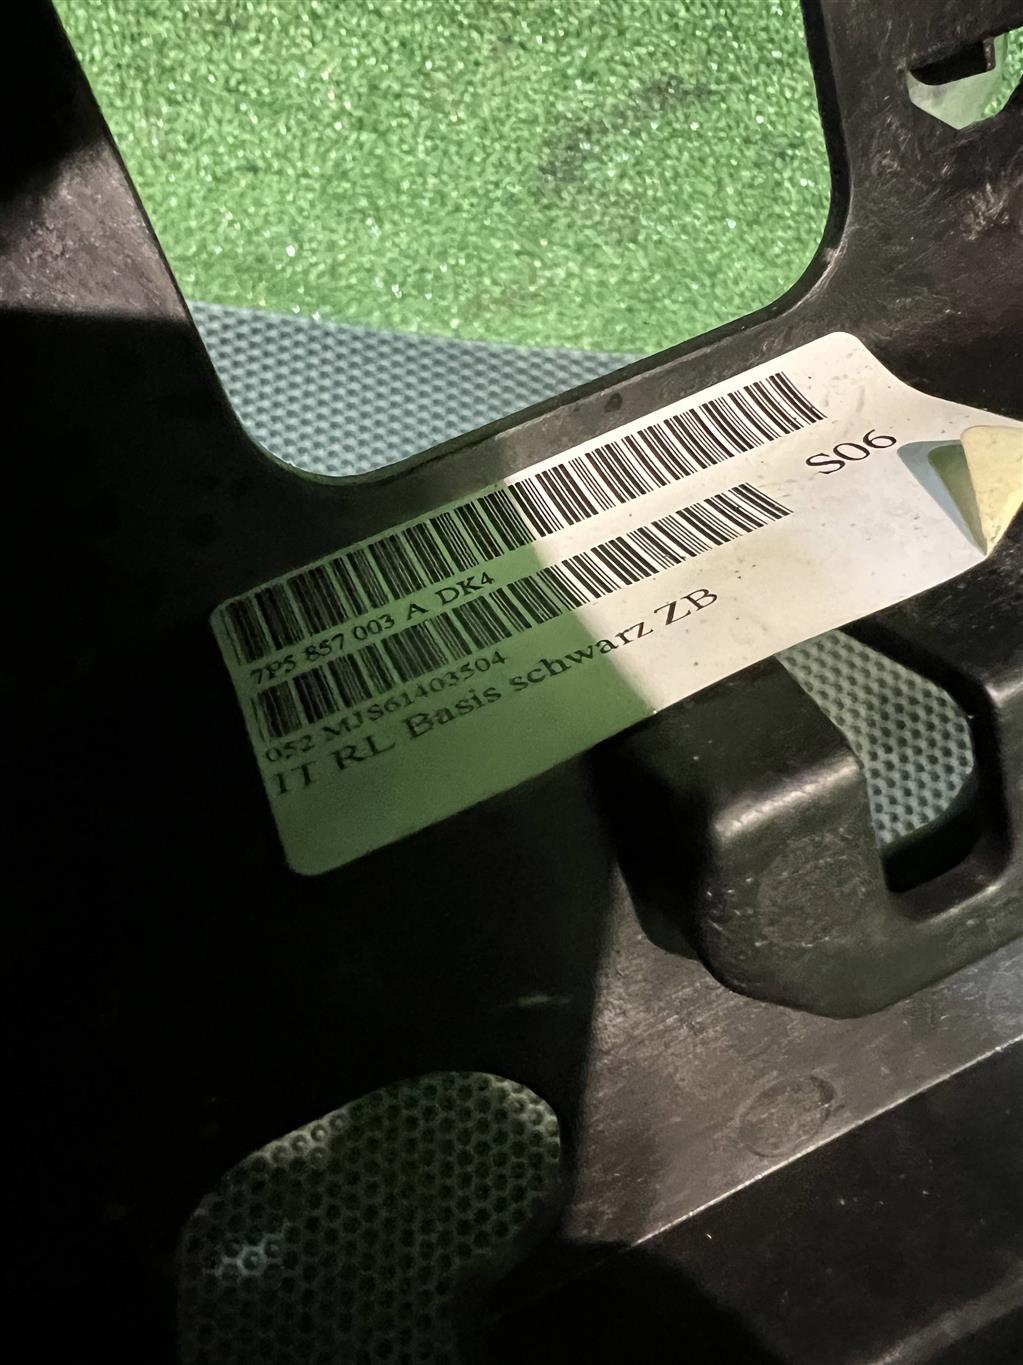 S06
7P5 857 003 A DK4
052 MJS61403504
IT RL Basis schwarz ZB